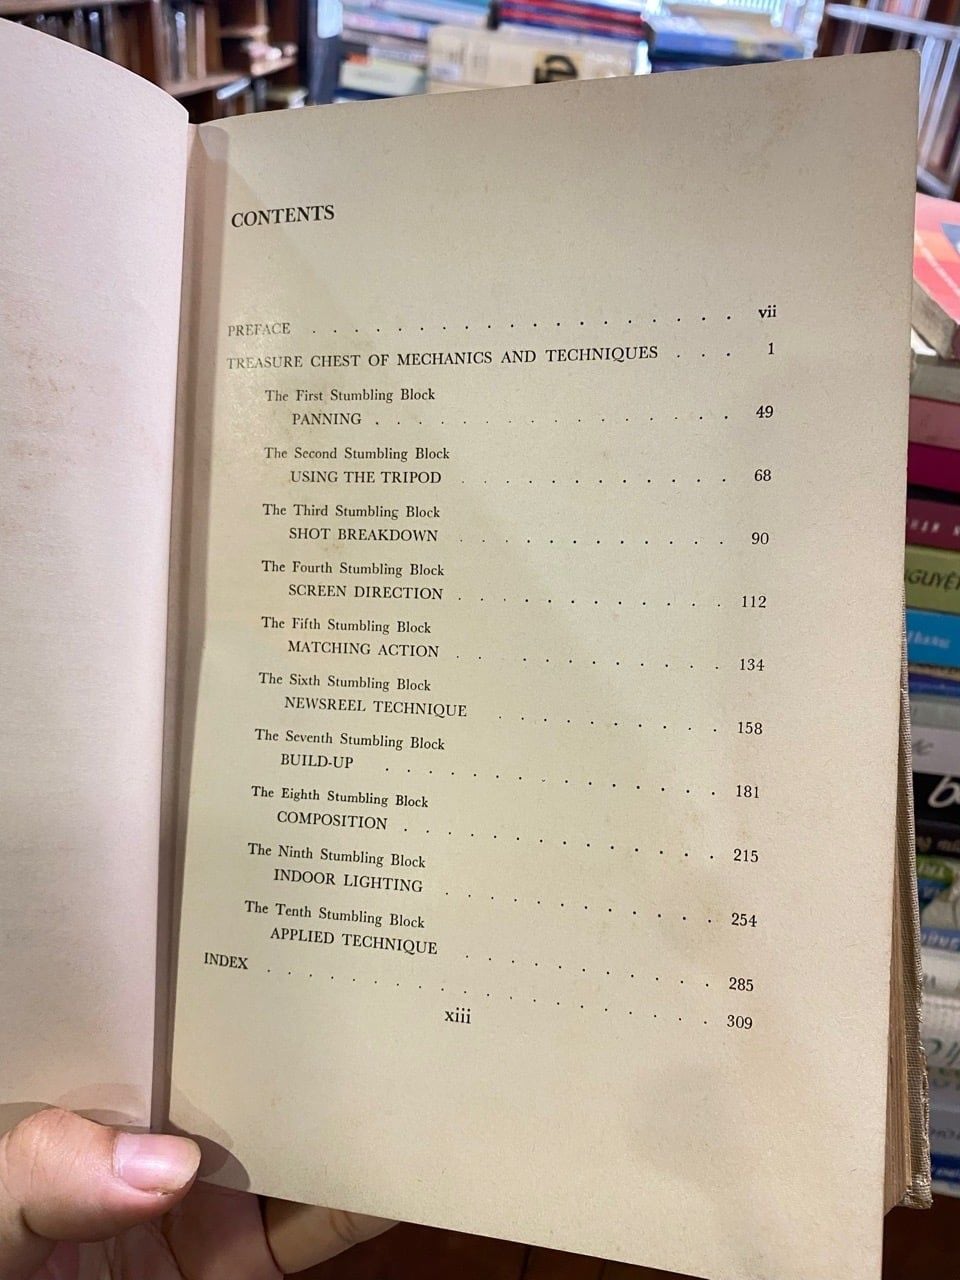 CONTENTS
PREFACE . . . . . . . . . . . . . . . . . . . . vii
TREASURE CHEST OF MECHANICS AND TECHNIQUES . . . 1
The First Stumbling Block
PANNING . . . . . . . . . . . . . . . . . 49
The Second Stumbling Block
USING THE TRIPOD . . . . . . . . . . . . . 68
The Third Stumbling Block
SHOT BREAKDOWN . . . . . . . . . . . . . 90
The Fourth Stumbling Block
SCREEN DIRECTION . . . . . . . . . . . . . 112
The Fifth Stumbling Block
MATCHING ACTION . . . . . . . . . . . . . 134
The Sixth Stumbling Block
NEWSREEL TECHNIQUE . . . . . . . . . . . 158
The Seventh Stumbling Block
BUILD-UP . . . . . . . . . . . . . . . . 181
The Eighth Stumbling Block
COMPOSITION . . . . . . . . . . . . . . . 215
The Ninth Stumbling Block
INDOOR LIGHTING . . . . . . . . . . . . . 254
The Tenth Stumbling Block
APPLIED TECHNIQUE . . . . . . . . . . . . 285
INDEX . . . . . . . . . . . . . . . . . . . . 309
xiii